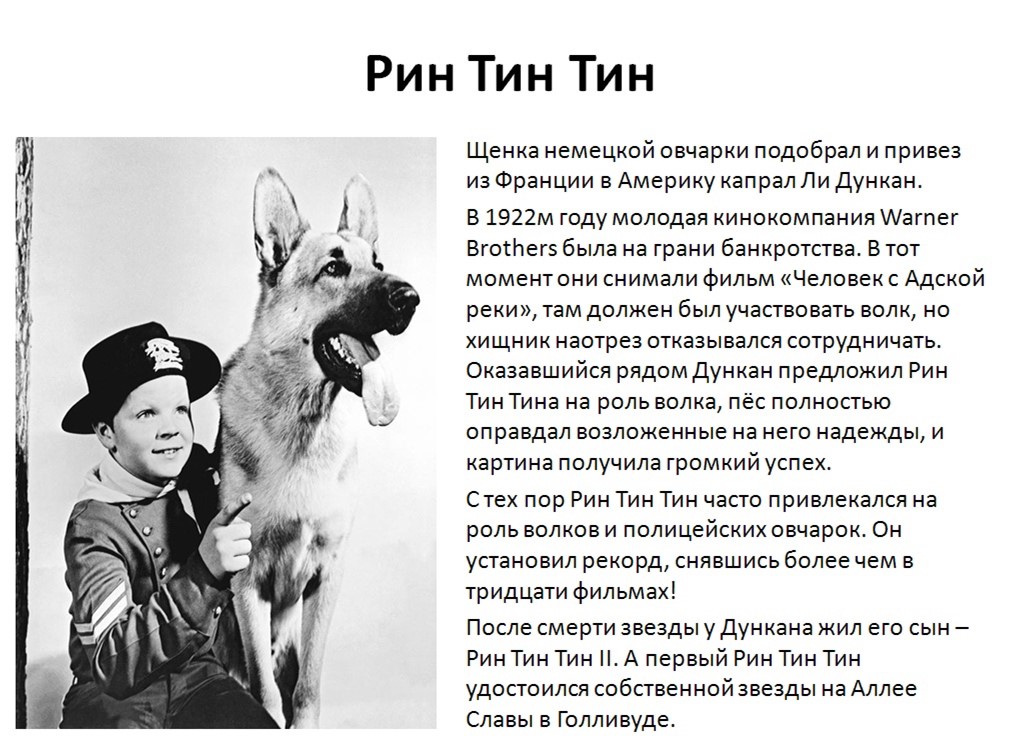 Рин Тин Тин
Щенка немецкой овчарки подобрал и привез
из Франции в Америку капрал Ли Дункан.
В 1922м году молодая кинокомпания Warner
Brothers была на грани банкротства. В тот
момент они снимали фильм «Человек с Адской
реки», там должен был участвовать волк, но
хищник наотрез отказывался сотрудничать.
Оказавшийся рядом Дункан предложил Рин
Тин Тина на роль волка, пёс полностью
оправдал возложенные на него надежды, и
картина получила громкий успех.
С тех пор Рин Тин Тин часто привлекался на
роль волков и полицейских овчарок. Он
установил рекорд, снявшись более чем в
тридцати фильмах!
После смерти звезды у Дункана жил его сын –
Рин Тин Тин II. А первый Рин Тин Тин
удостоился собственной звезды на Аллее
Славы в Голливуде.